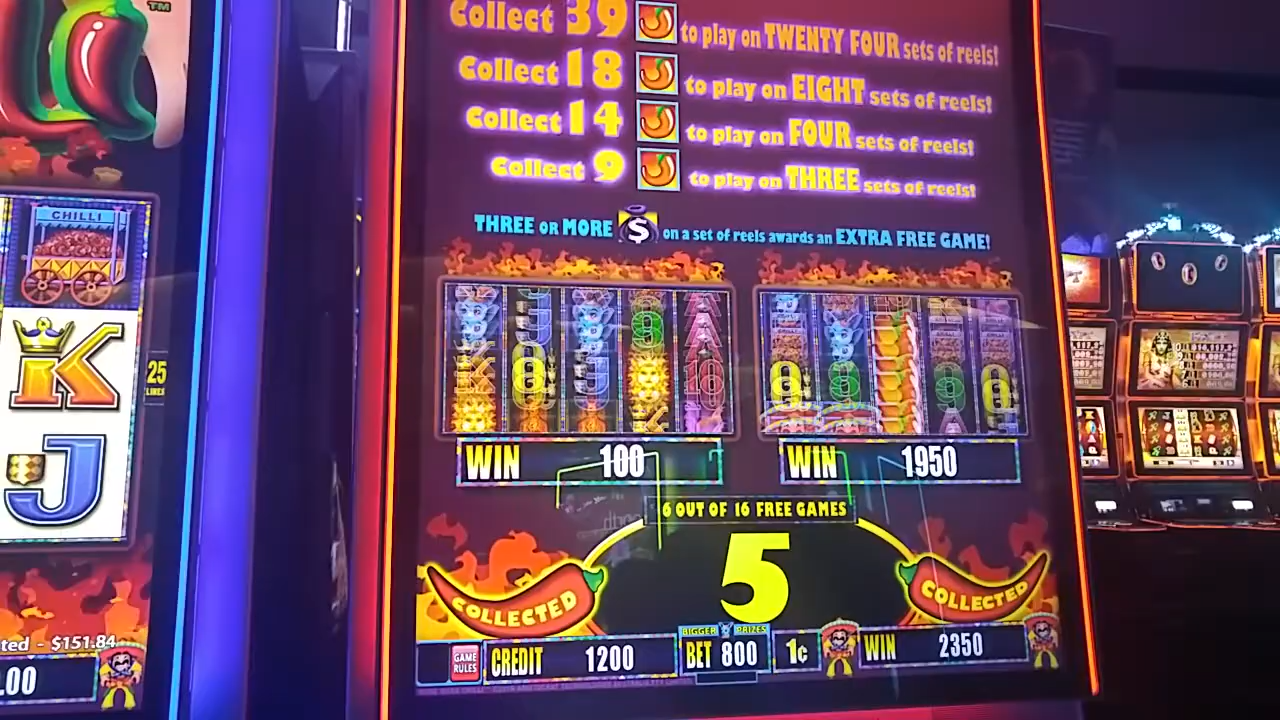 Collect 39 to play on TWENTY FOUR sets of reels!
Collect 18 to play on EIGHT sets of reels!
Collect 14 to play on FOUR sets of reels!
Collect 9 to play on THREE sets of reels!
THREE OR MORE $ on a set of reels awards an EXTRA FREE GAME!
WIN 100
WIN 1950
6 OUT OF 16 FREE GAMES
5
COLLECTED
COLLECTED
GAME RULES
CREDIT 1200
BIGGER PRIZES
BET 800
1¢
WIN 2350
TM
CHILLI
K
J
25
LINES
ted - $151.84
.00